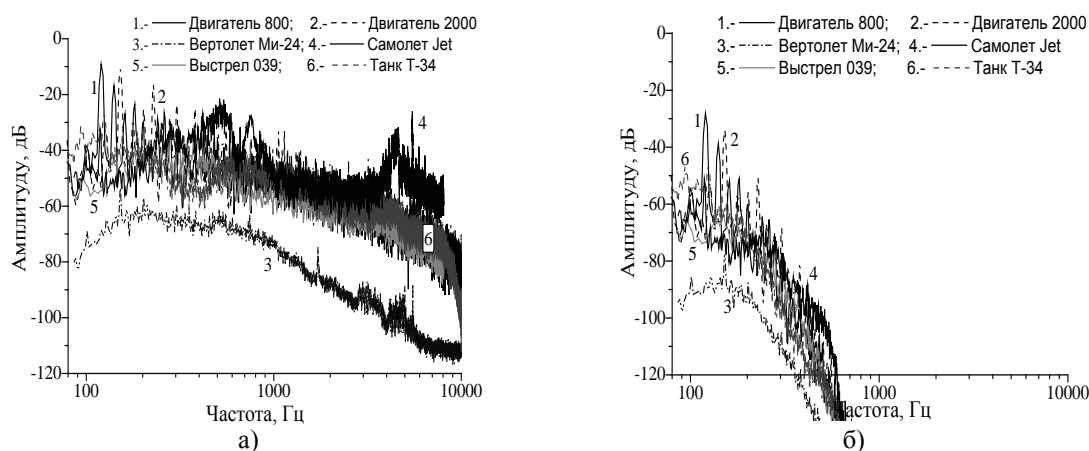 1.- Двигатель 800; 2.- Двигатель 2000
3.- Вертолет Ми-24; 4.- Самолет Jet
5.- Выстрел 039; 6.- Танк Т-34
0
-20
-40
-60
-80
-100
-120
Амплитуду, дБ
1
2
4
5
3
6
100
1000
10000
Частота, Гц
а)
1.- Двигатель 800; 2.- Двигатель 2000
3.- Вертолет Ми-24; 4.- Самолет Jet
5.- Выстрел 039; 6.- Танк Т-34
0
-20
-40
-60
-80
-100
-120
Амплитуду, дБ
1
2
6
5
4
3
100
1000
10000
Частота, Гц
б)